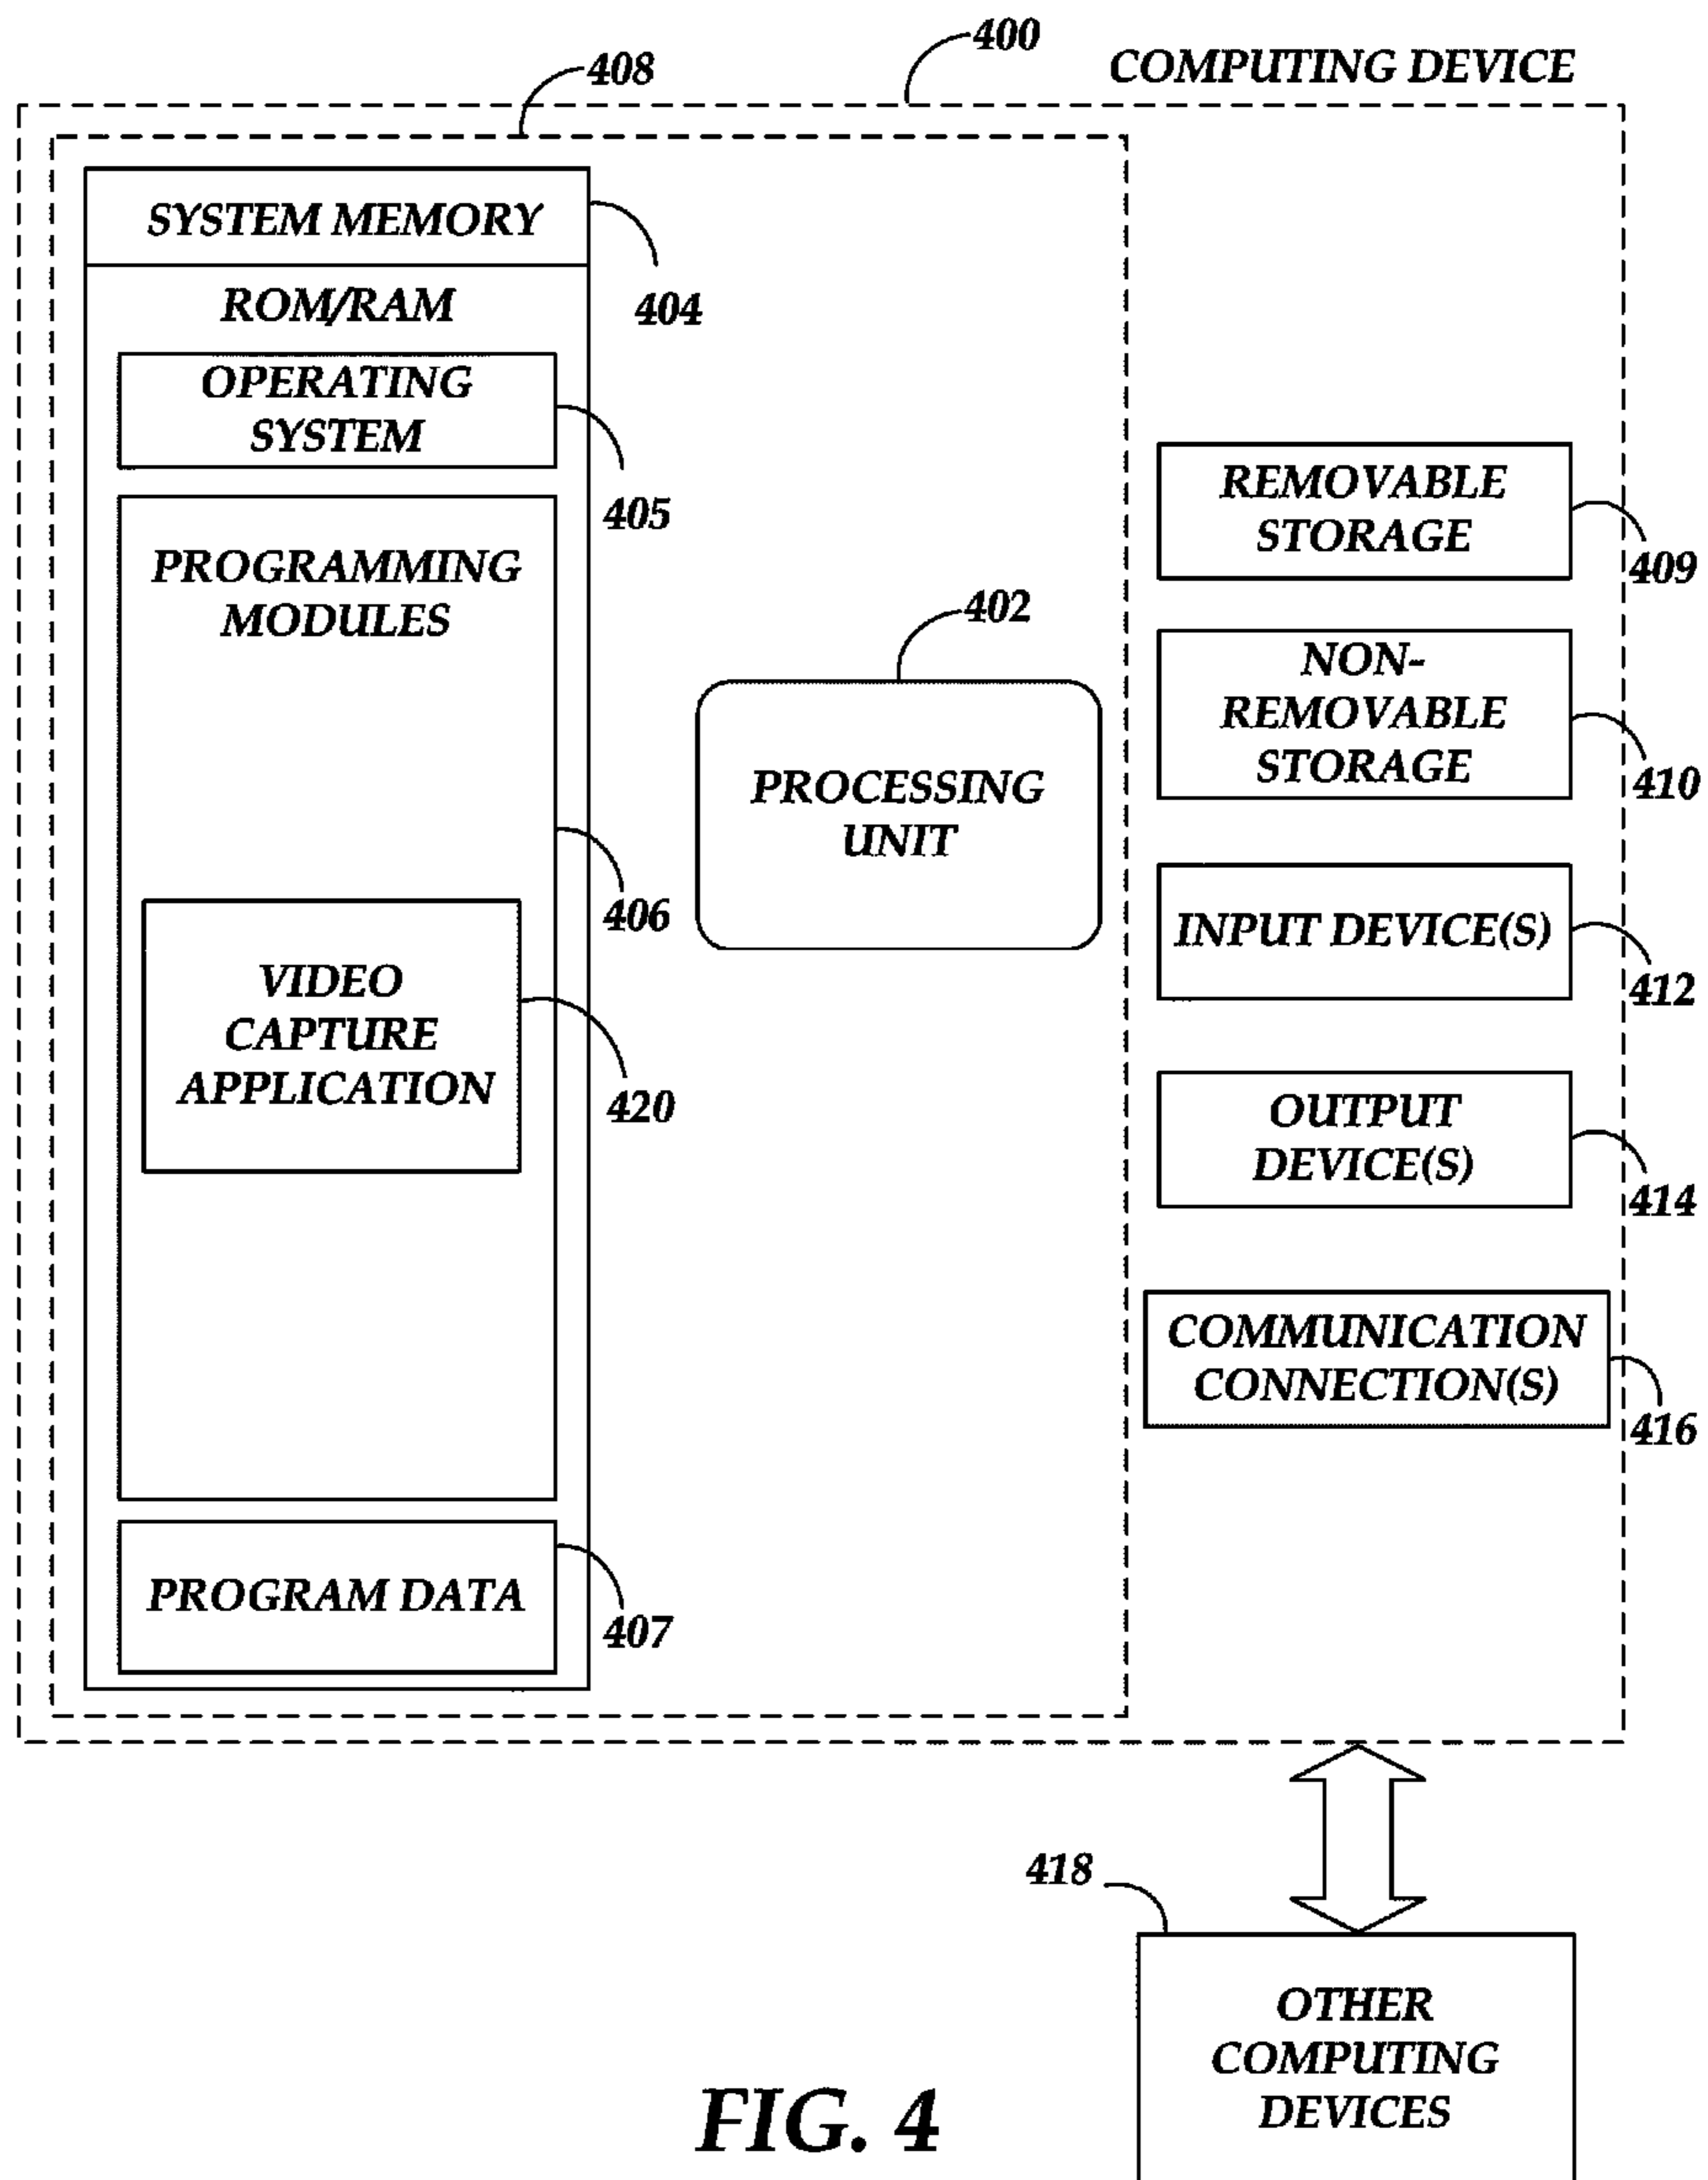 400
COMPUTING DEVICE
408
SYSTEM MEMORY
404
ROM/RAM
OPERATING
SYSTEM
405
PROGRAMMING
MODULES
406
VIDEO
CAPTURE
APPLICATION
420
PROGRAM DATA
407
402
PROCESSING
UNIT
REMOVABLE
STORAGE
409
NON-
REMOVABLE
STORAGE
410
INPUT DEVICE(S)
412
OUTPUT
DEVICE(S)
414
COMMUNICATION
CONNECTION(S)
416
418
OTHER
COMPUTING
DEVICES
FIG. 4